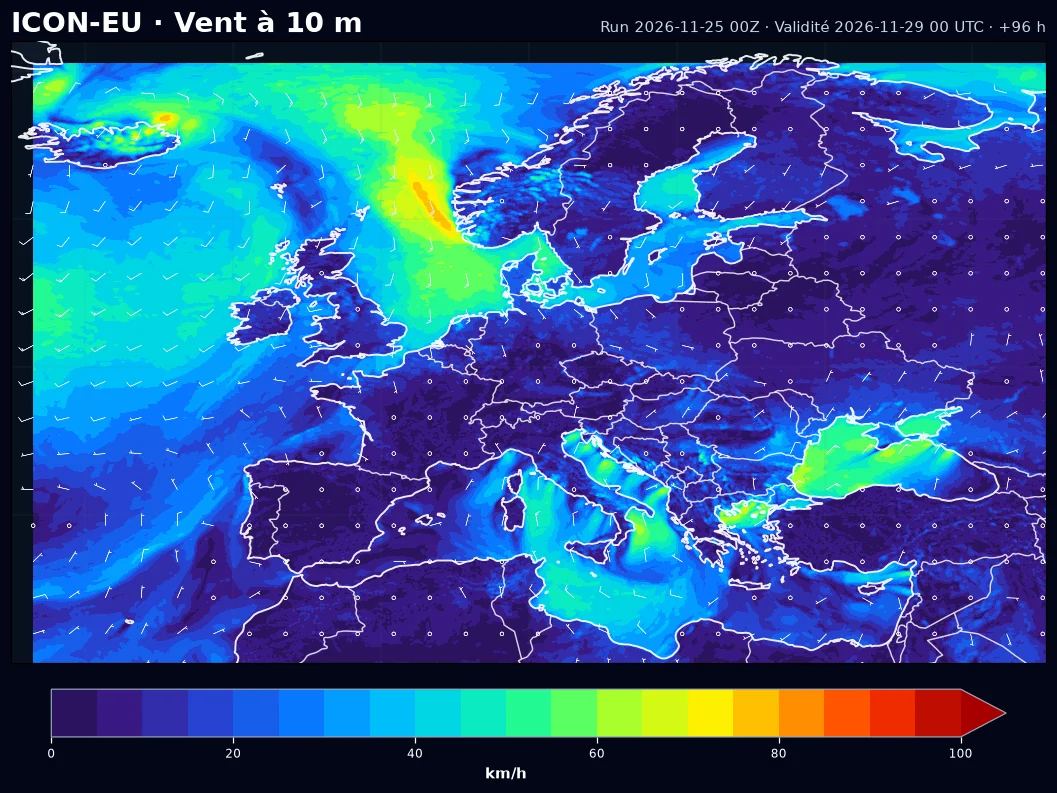 ICON-EU · Vent à 10 m
Run 2026-11-25 00Z · Validité 2026-11-29 00 UTC · +96 h
0 20 40 60 80 100
km/h